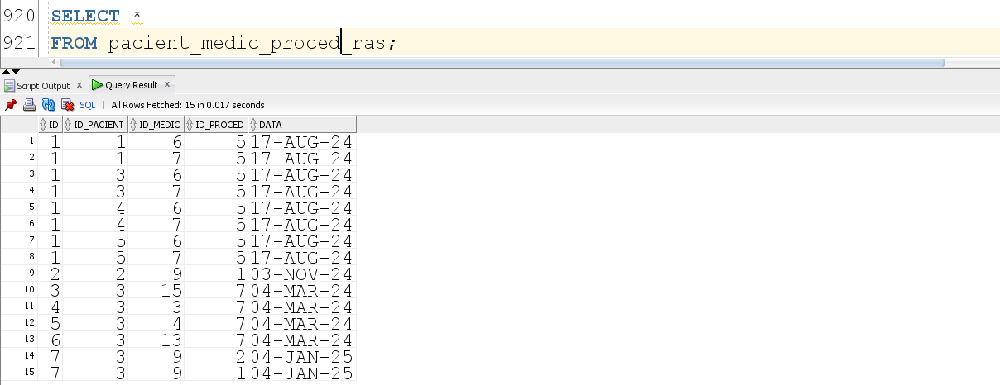 920 SELECT *
921 FROM pacient_medic_proced_ras;
Script Output x Query Result x
SQL | All Rows Fetched: 15 in 0.017 seconds
ID ID_PACIENT ID_MEDIC ID_PROCED DATA
1 1 1 6 5 17-AUG-24
2 1 1 7 5 17-AUG-24
3 1 3 6 5 17-AUG-24
4 1 3 7 5 17-AUG-24
5 1 4 6 5 17-AUG-24
6 1 4 7 5 17-AUG-24
7 1 5 6 5 17-AUG-24
8 1 5 7 5 17-AUG-24
9 2 2 9 1 03-NOV-24
10 3 3 15 7 04-MAR-24
11 4 3 3 7 04-MAR-24
12 5 3 4 7 04-MAR-24
13 6 3 13 7 04-MAR-24
14 7 3 9 2 04-JAN-25
15 7 3 9 1 04-JAN-25